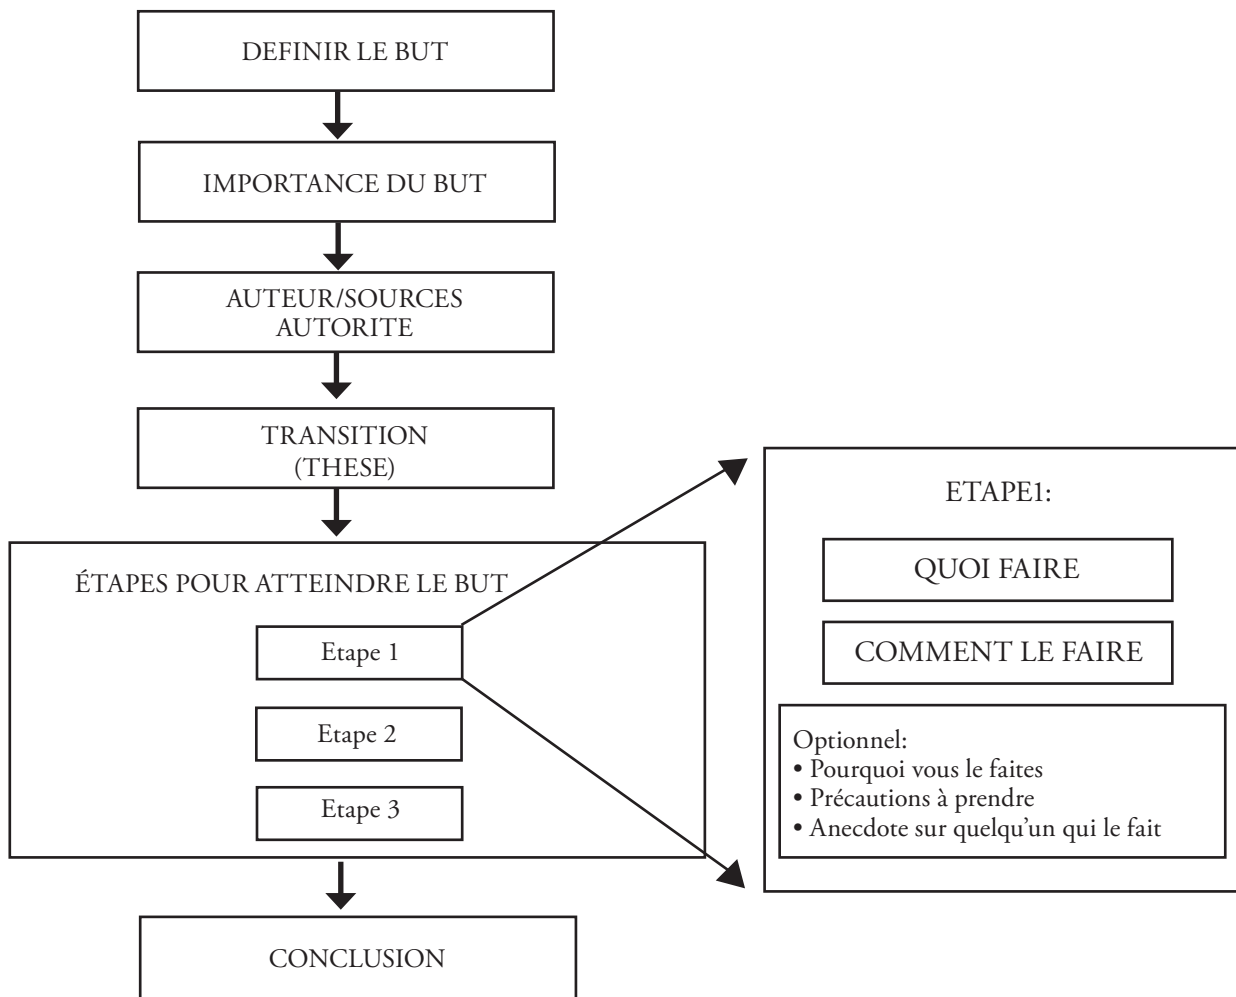 DEFINIR LE BUT
IMPORTANCE DU BUT
AUTEUR/SOURCES
AUTORITE
TRANSITION
(THESE)
ÉTAPES POUR ATTEINDRE LE BUT
Etape 1
Etape 2
Etape 3
CONCLUSION
ETAPE1:
QUOI FAIRE
COMMENT LE FAIRE
Optionnel:
• Pourquoi vous le faites
• Précautions à prendre
• Anecdote sur quelqu’un qui le fait